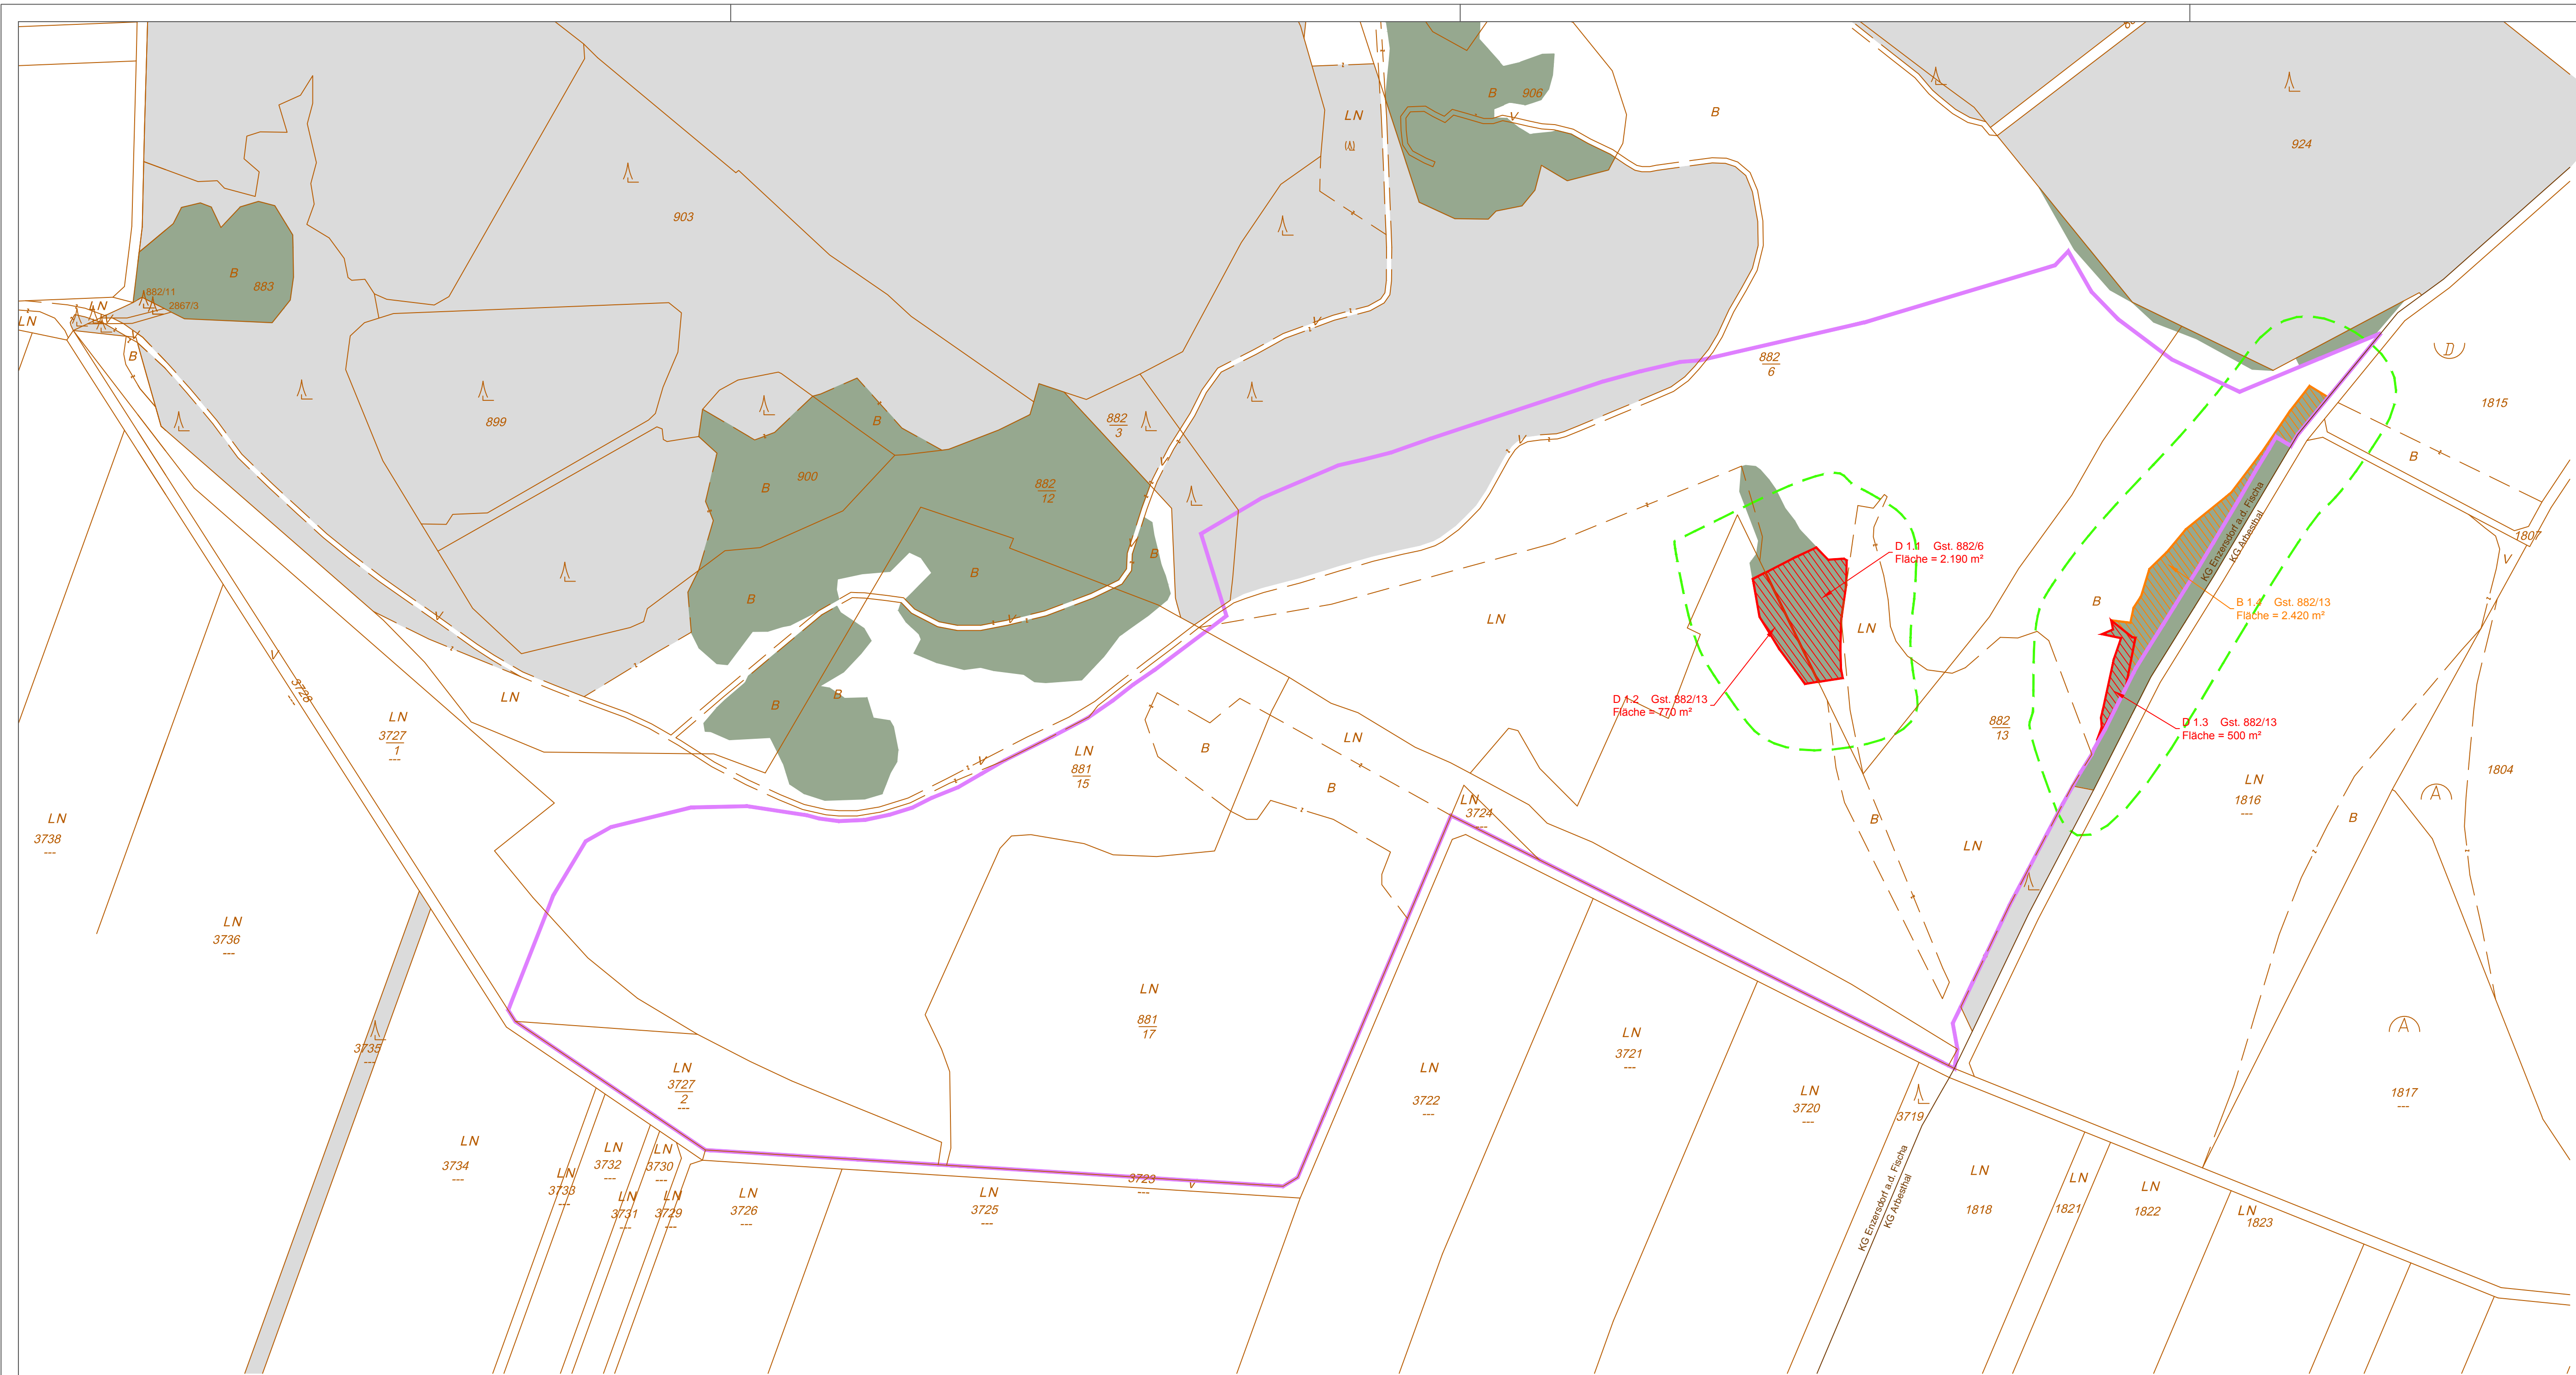 B 906
LN
B
V
924
903
B 883
882/11
2867/3
LN
LN
V
B
V
882
6
D
1815
899
B
882
3
V
V
B
900
882
12
V
B
B
B
V
V
B
B
V
B
1807
V
KG Enzersdorf a.d. Fischa
KG Arbesthal
D 1.1 Gst. 882/6
Fläche = 2.190 m²
B
B 1.4 Gst. 882/13
Fläche = 2.420 m²
LN
LN
D 1.2 Gst. 882/13
Fläche = 770 m²
882
13
D 1.3 Gst. 882/13
Fläche = 500 m²
V
3728
---
LN
LN
3727
1
---
V
LN
881
15
B
LN
B
LN
3724
---
B
LN
LN
1816
---
B
A
1804
LN
3738
---
LN
3736
---
LN
881
17
A
3735
---
LN
3727
2
---
LN
3722
---
LN
3721
---
LN
3720
---
3719
1817
---
LN
3734
---
LN
3733
---
LN
3732
---
LN
3731
---
LN
3730
---
LN
3729
---
LN
3726
---
LN
3725
---
3723
---
V
KG Enzersdorf a.d. Fischa
KG Arbesthal
LN
1818
LN
1821
LN
1822
LN
1823